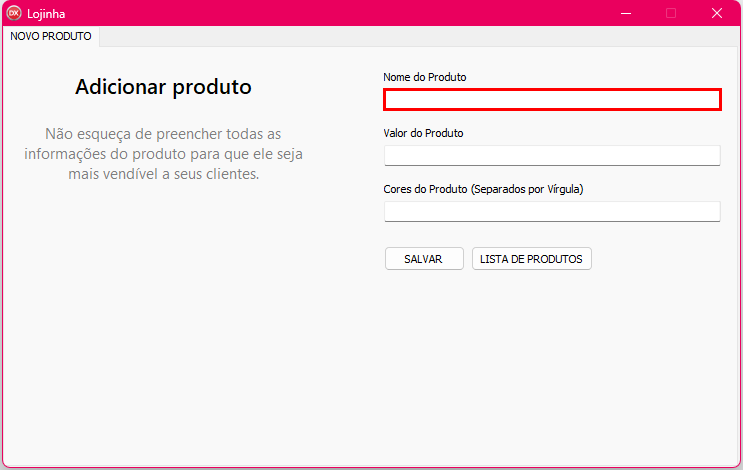 DX Lojinha
NOVO PRODUTO
Adicionar produto
Não esqueça de preencher todas as
informações do produto para que ele seja
mais vendível a seus clientes.
Nome do Produto
Valor do Produto
Cores do Produto (Separados por Vírgula)
SALVAR LISTA DE PRODUTOS